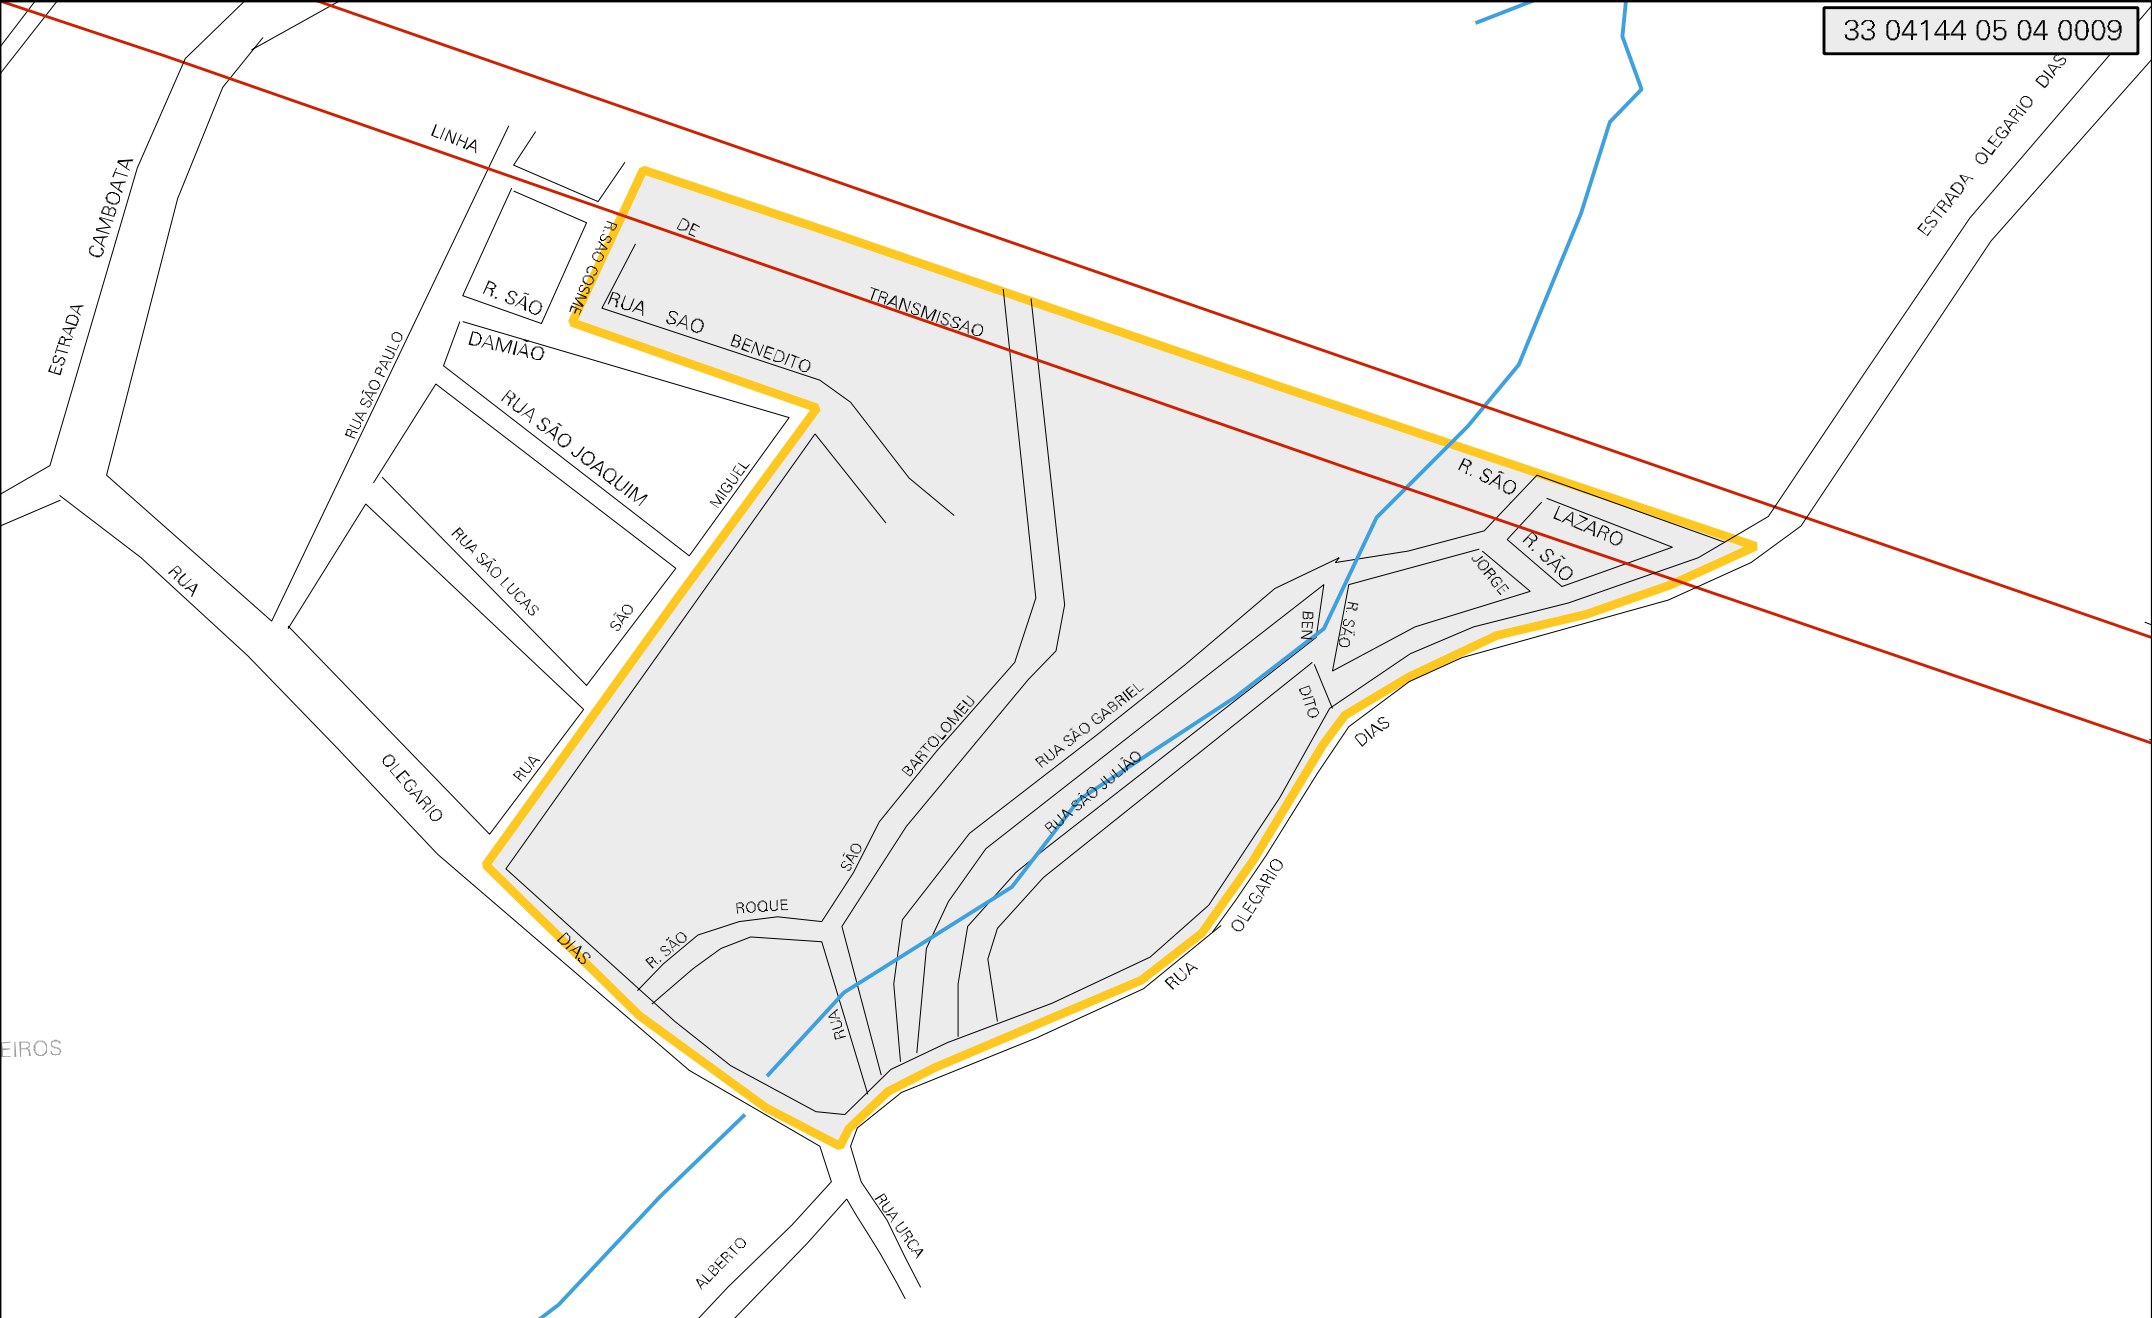 33 04144 05 04 0009
ESTRADA OLEGARIO DIAS
LINHA
DE
TRANSMISSAO
ESTRADA
CAMBOATA
R.SAO COSME
R. SÃO
DAMIÃO
RUA SAO BENEDITO
RUA SÃO PAULO
RUA SÃO JOAQUIM
RUA SÃO LUCAS
RUA
SÃO
MIGUEL
RUA
OLEGARIO
DIAS
R. SÃO
LAZARO
R. SÃO
JORGE
R. SÃO
BEN
DITO
RUA SÃO GABRIEL
RUA SÃO JULIÃO
RUA
SÃO
BARTOLOMEU
R. SÃO
ROQUE
RUA
OLEGARIO
DIAS
EIROS
ALBERTO
RUA URCA